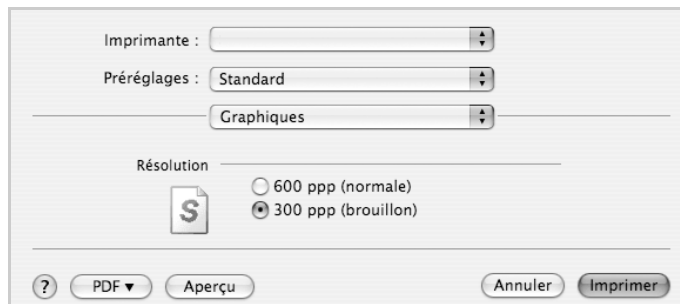 Imprimante :
Préréglages : Standard
Graphiques
Résolution
600 ppp (normale)
S 300 ppp (brouillon)
? PDF ▼ Aperçu Annuler Imprimer